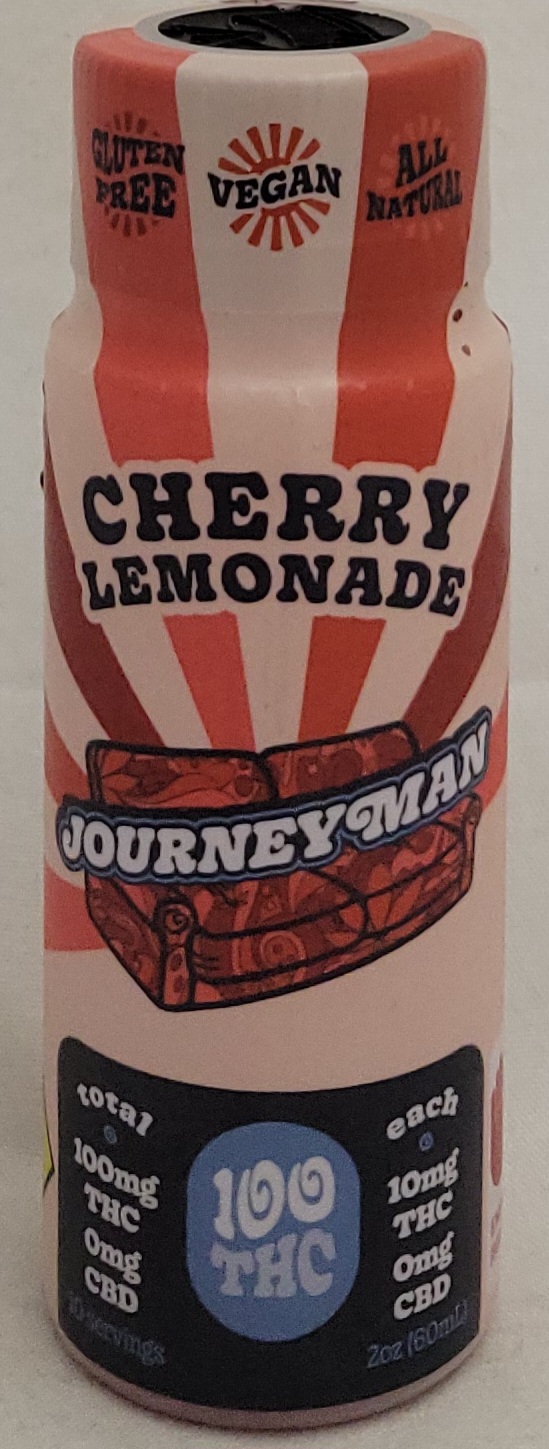 GLUTEN
FREE
VEGAN
ALL
NATURAL
CHERRY
LEMONADE
JOURNEYMAN
total
100mg
THC
0mg
CBD
10 servings
100
THC
each
10mg
THC
0mg
CBD
2oz (60mL)